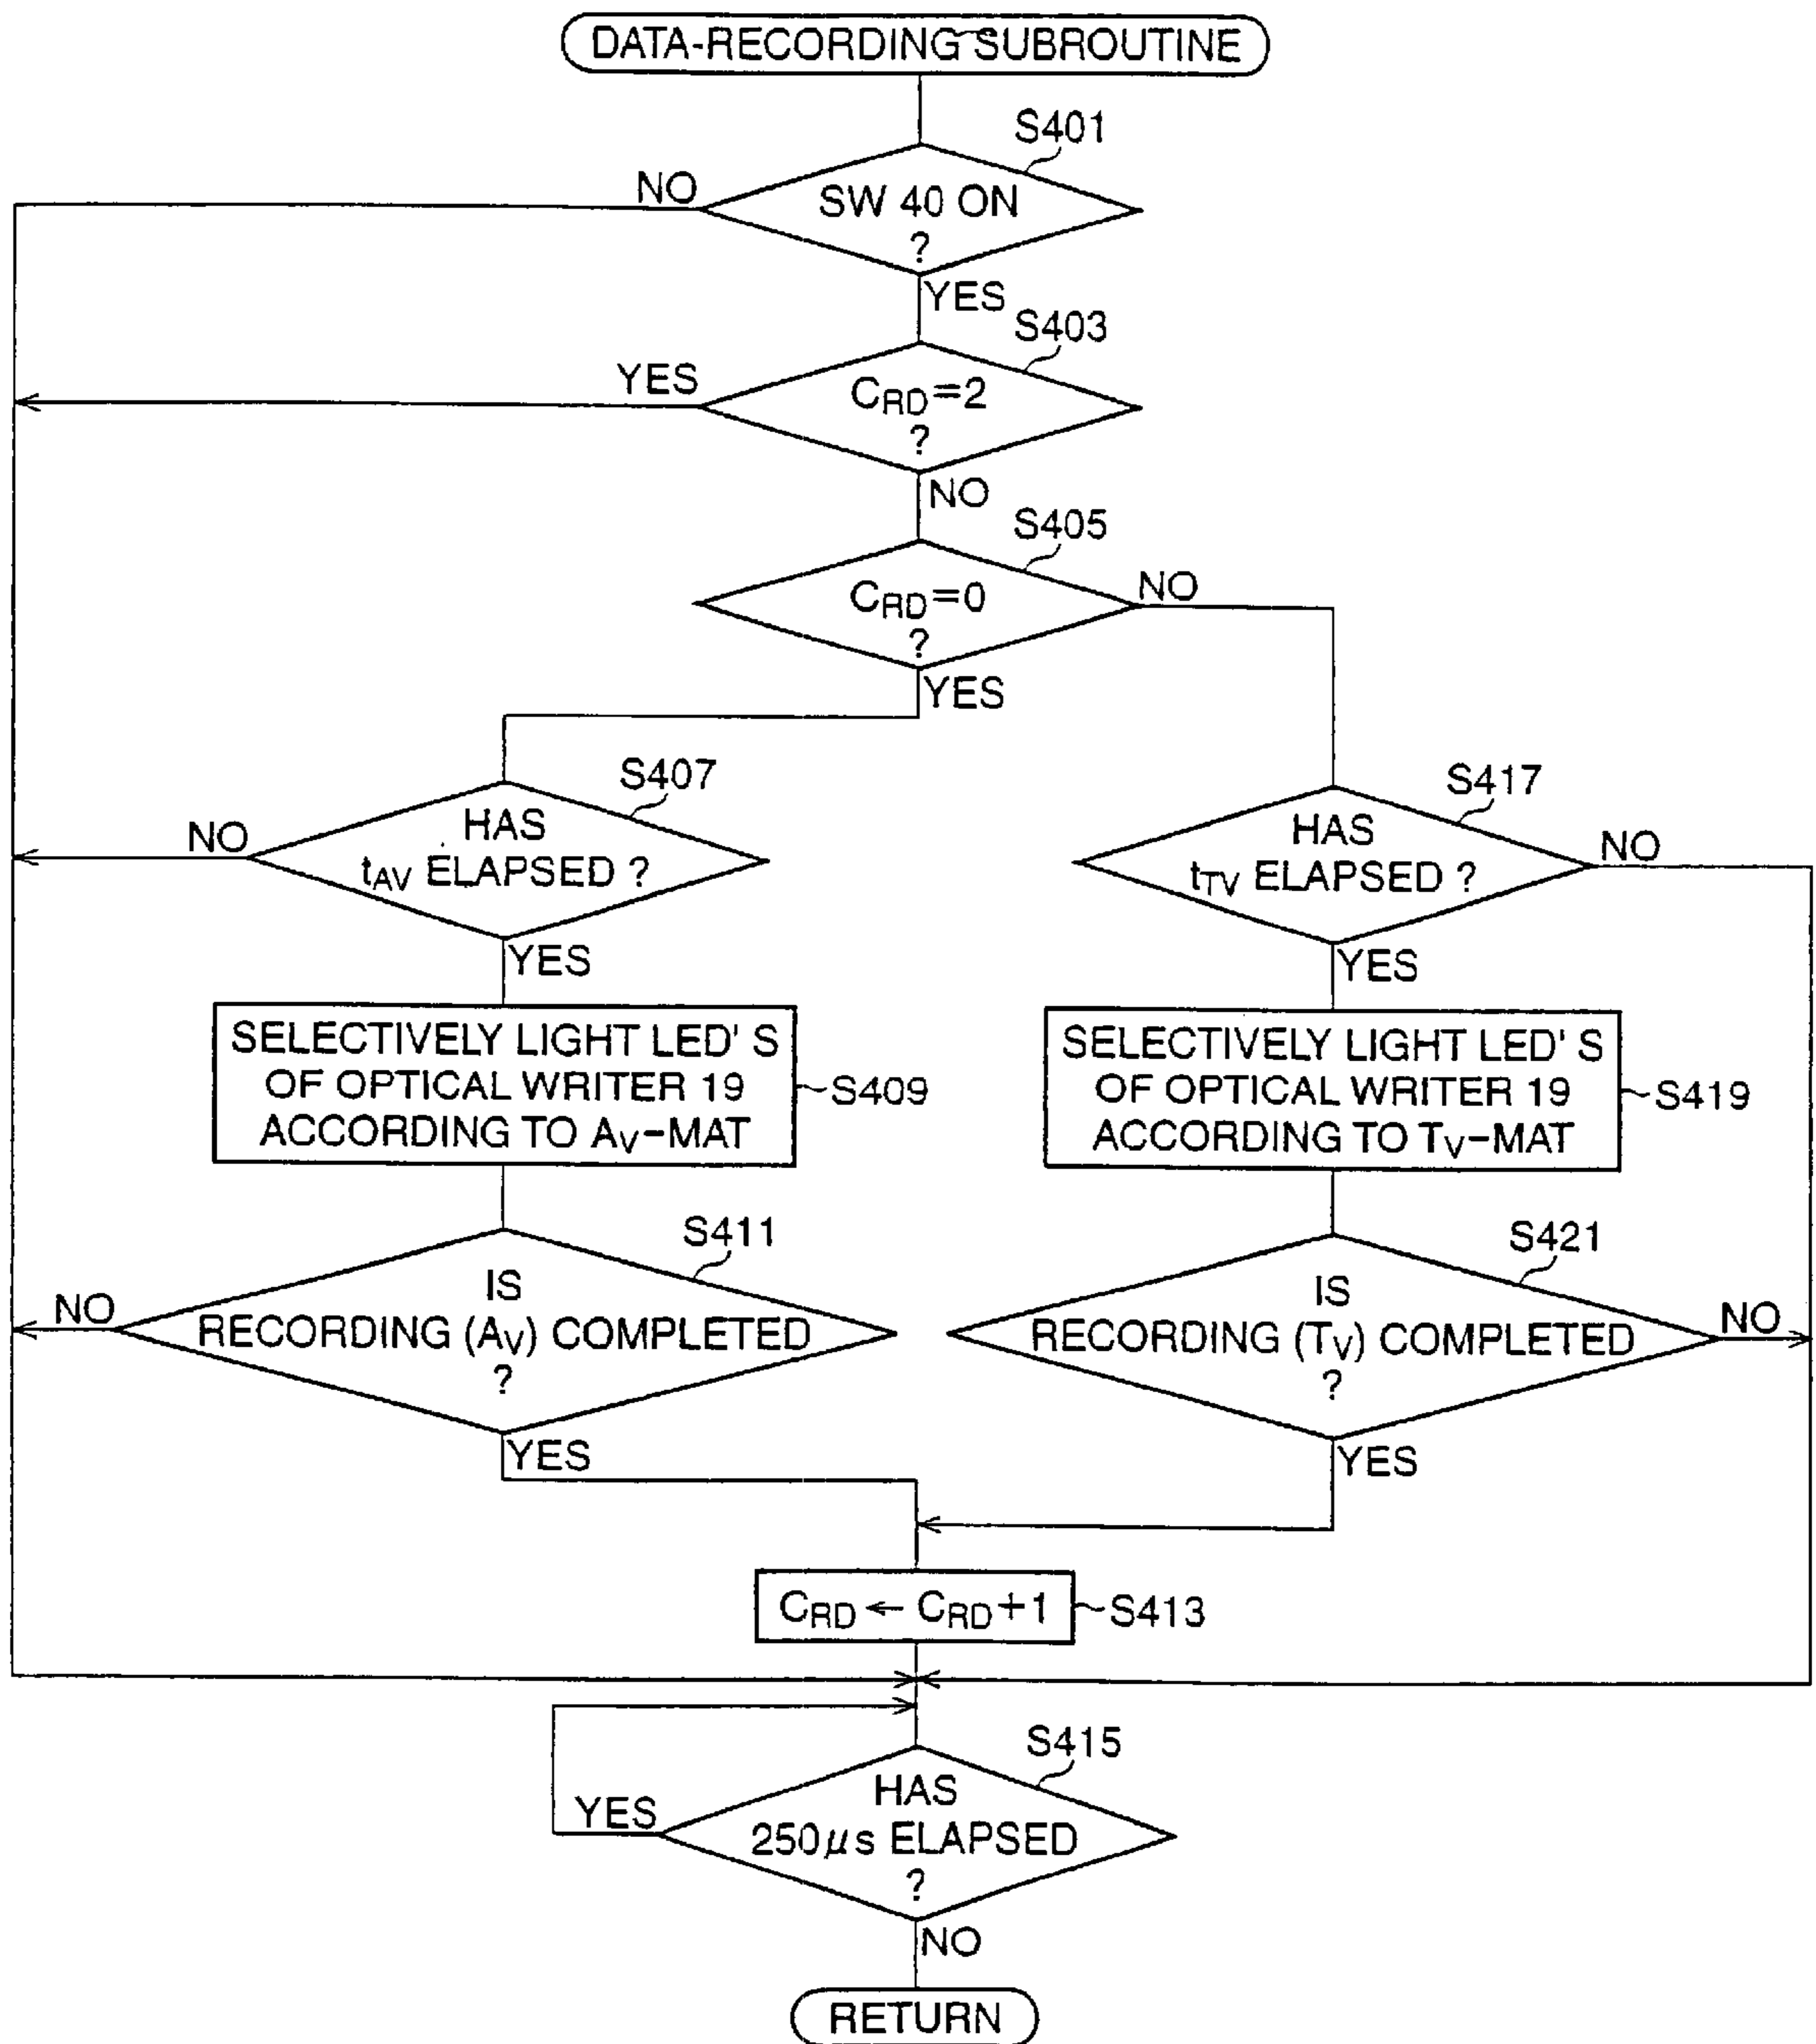 DATA-RECORDING SUBROUTINE
S401
NO
SW 40 ON
?
YES
S403
YES
CRD=2
?
NO
S405
CRD=0
NO
?
YES
S407
HAS
NO
tAV ELAPSED ?
YES
S417
HAS
NO
tTV ELAPSED ?
YES
SELECTIVELY LIGHT LED' S
OF OPTICAL WRITER 19
ACCORDING TO AV-MAT
S409
SELECTIVELY LIGHT LED' S
OF OPTICAL WRITER 19
ACCORDING TO TV-MAT
S419
S411
IS
NO
RECORDING (AV) COMPLETED
?
YES
S421
IS
RECORDING (TV) COMPLETED
NO
?
YES
CRD ← CRD+1
S413
S415
HAS
YES
250μs ELAPSED
?
NO
RETURN